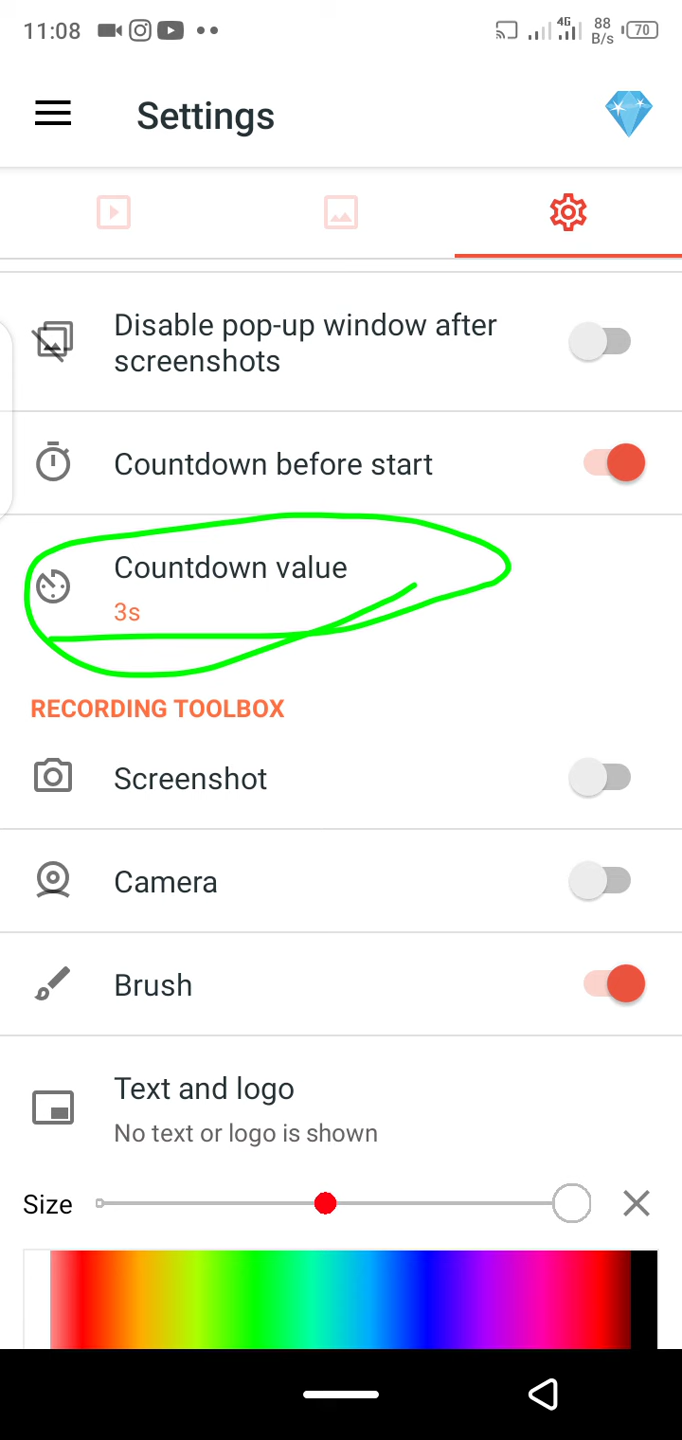 11:08
4G
88
B/s
70
Settings
Disable pop-up window after
screenshots
Countdown before start
Countdown value
3s
RECORDING TOOLBOX
Screenshot
Camera
Brush
Text and logo
No text or logo is shown
Size